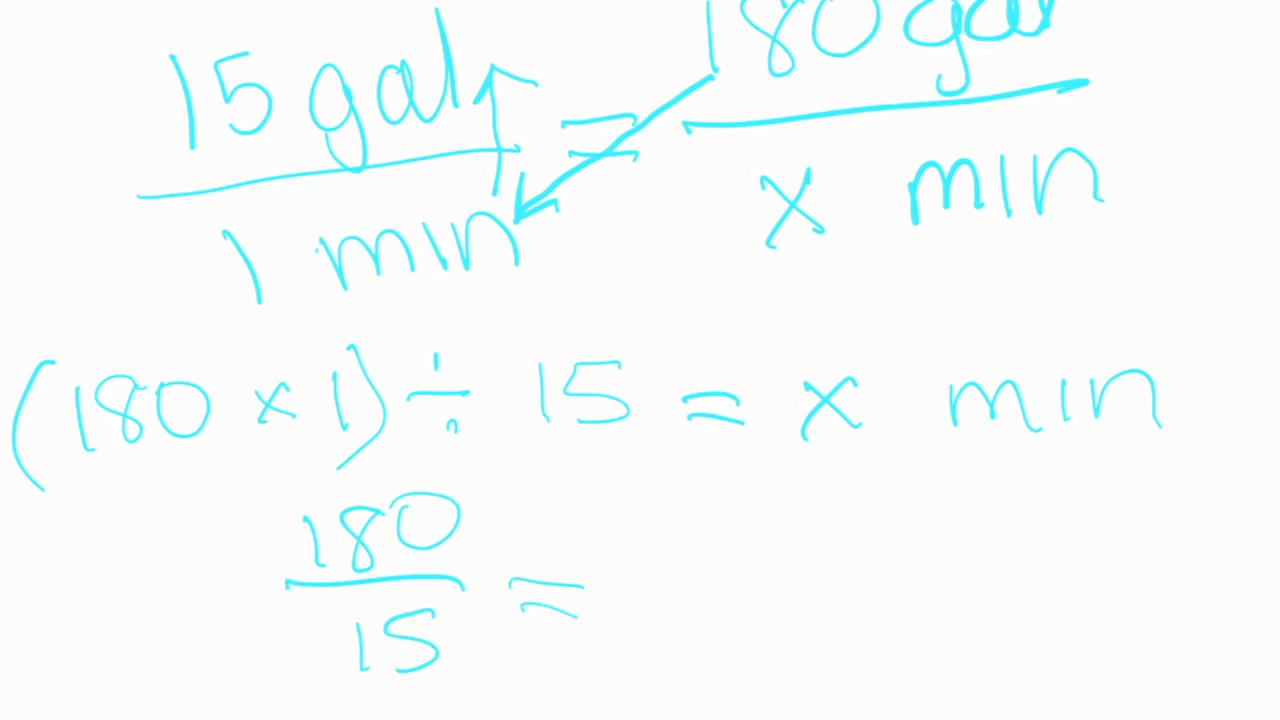 15 gal = 180 gal
1 min x min
(180 × 1) ÷ 15 = x min
180
15 =